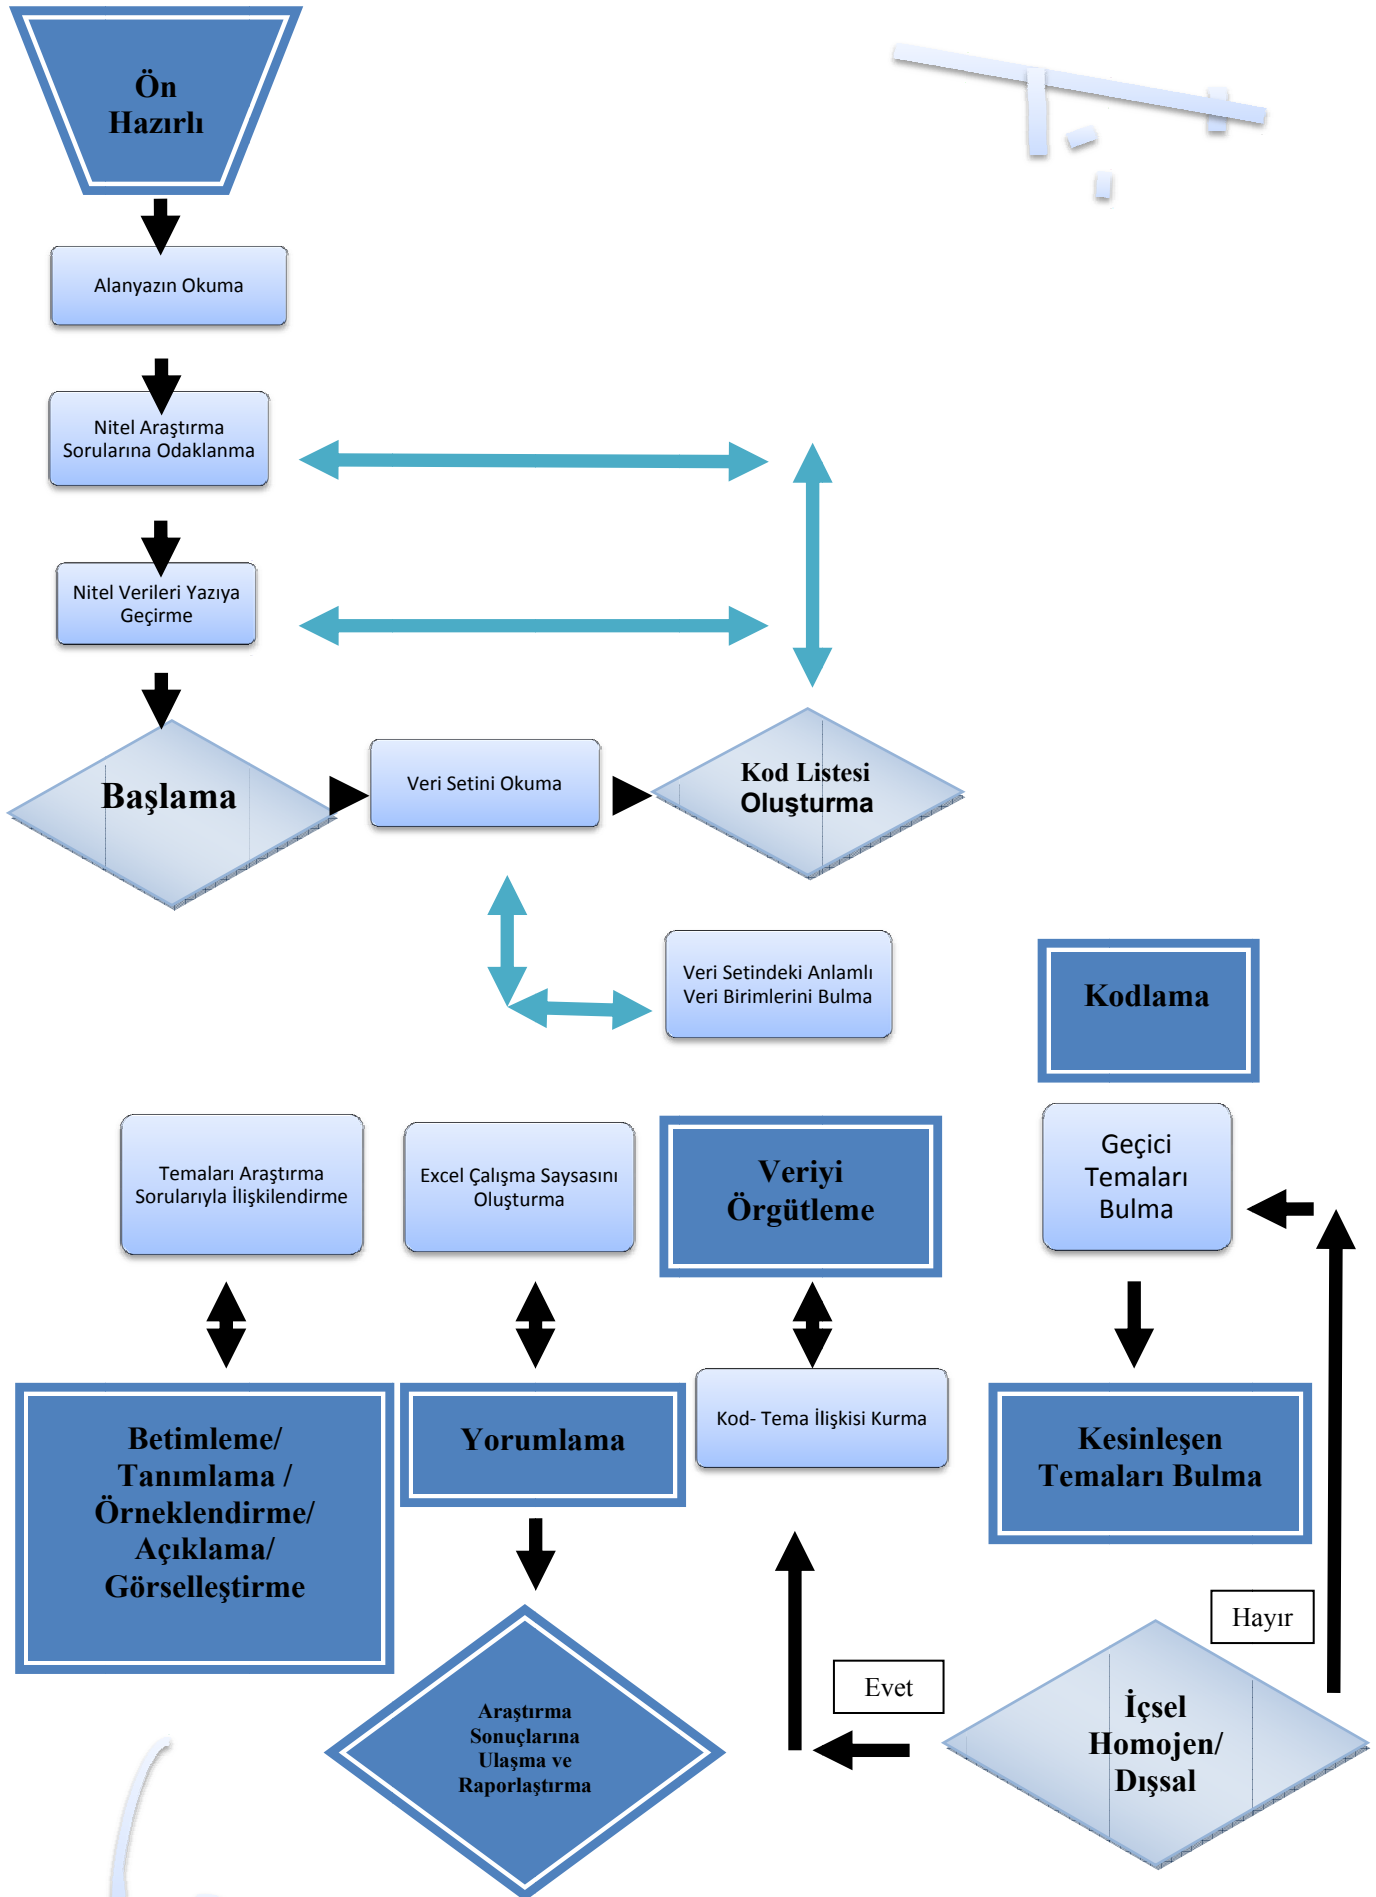 Ön
Hazırlı
Alanyazın Okuma
Nitel Araştırma
Sorularına Odaklanma
Nitel Verileri Yazıya
Geçirme
Başlama
Veri Setini Okuma
Kod Listesi
Oluşturma
Veri Setindeki Anlamlı
Veri Birimlerini Bulma
Kodlama
Temaları Araştırma
Sorularıyla İlişkilendirme
Excel Çalışma Saysasını
Oluşturma
Veriyi
Örgütleme
Geçici
Temaları
Bulma
Betimleme/
Tanımlama /
Örneklendirme/
Açıklama/
Görselleştirme
Yorumlama
Kod- Tema İlişkisi Kurma
Kesinleşen
Temaları Bulma
Hayır
Evet
Araştırma
Sonuçlarına
Ulaşma ve
Raporlaştırma
İçsel
Homojen/
Dışsal